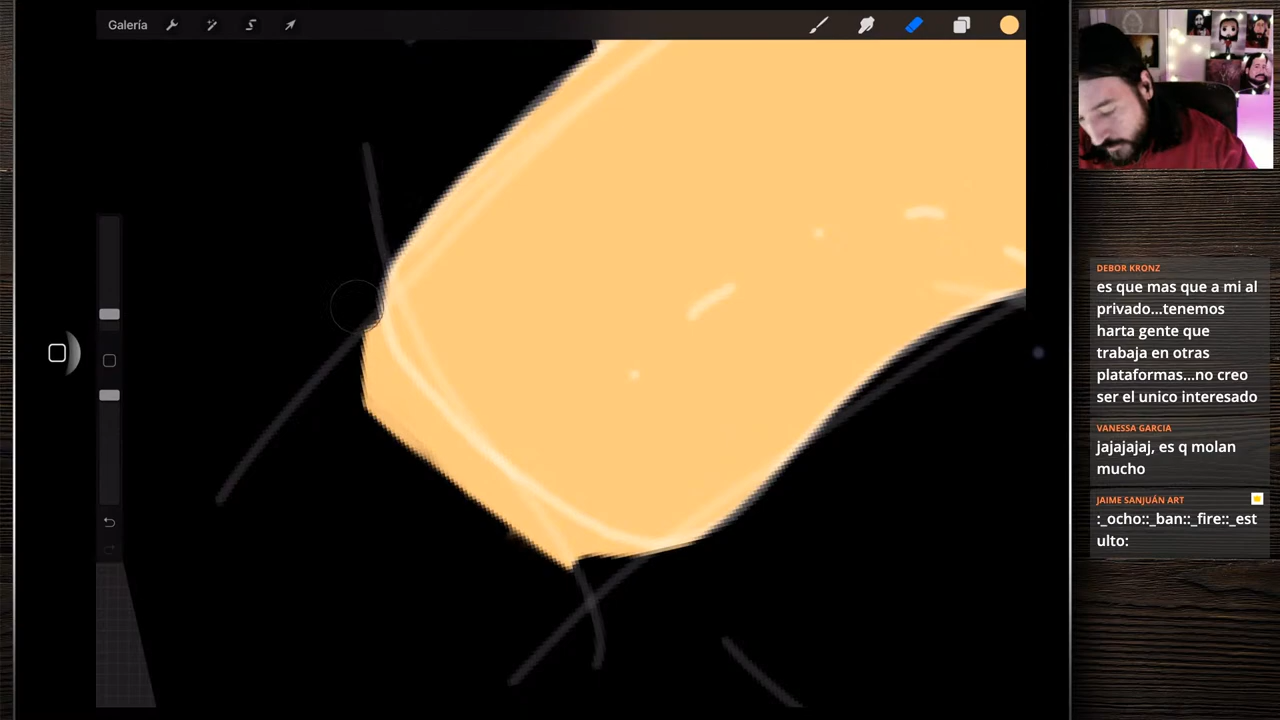 Galería
DEBOR KRONZ
es que mas que a mi al
privado...tenemos
harta gente que
trabaja en otras
plataformas...no creo
ser el unico interesado
VANESSA GARCIA
jajajajaj, es q molan
mucho
JAIME SANJUÁN ART
:_ocho::_ban::_fire::_est
ulto: